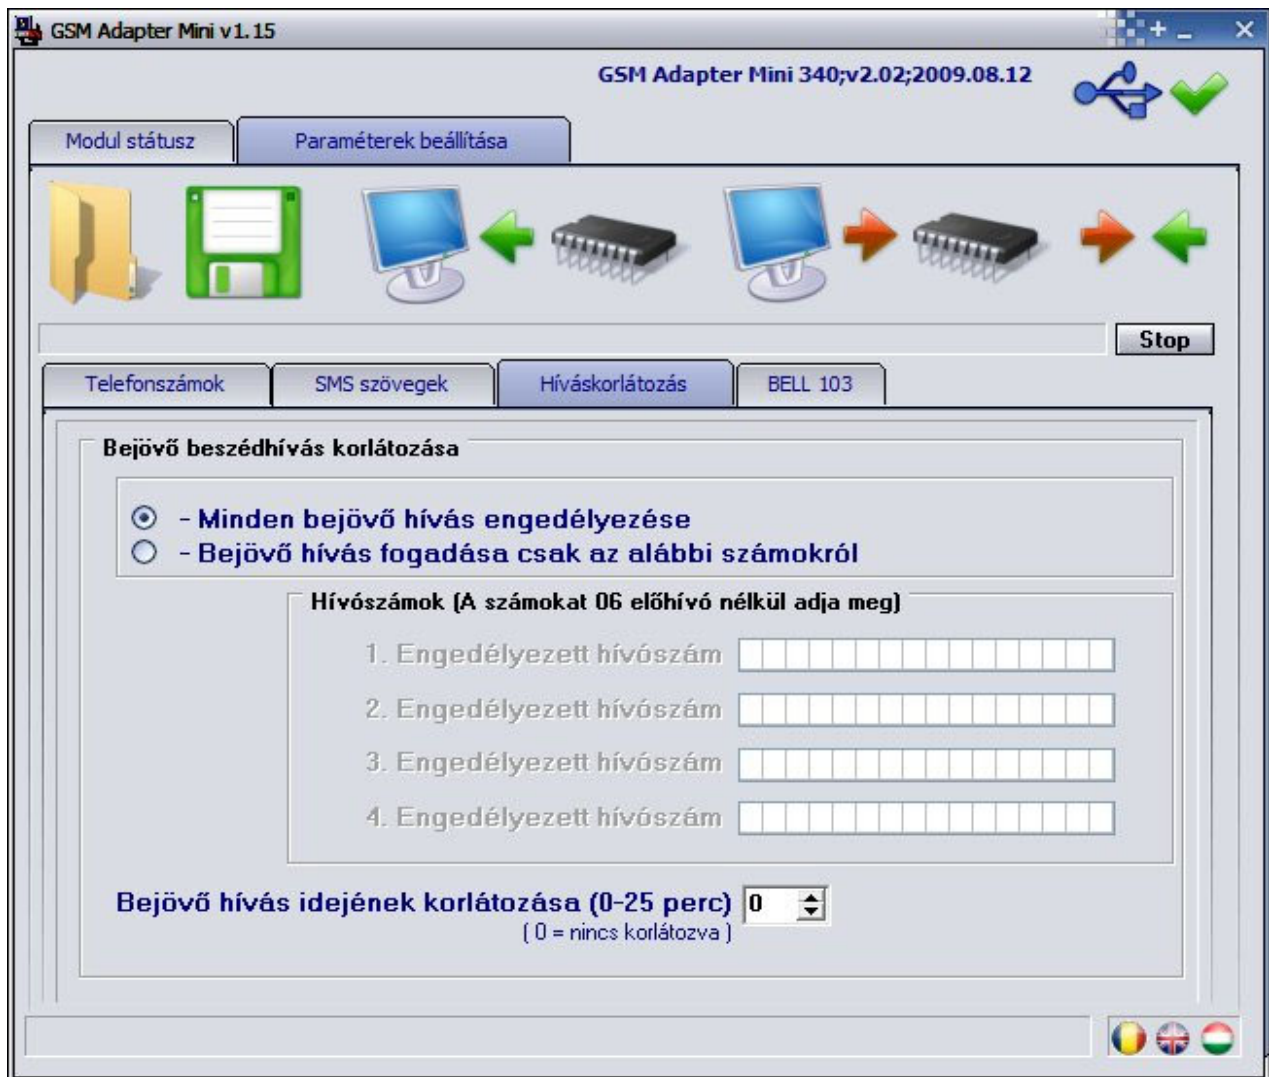 GSM Adapter Mini v1.15
GSM Adapter Mini 340;v2.02;2009.08.12
Modul státusz
Paraméterek beállítása
Stop
Telefonszámok
SMS szövegek
Híváskorlátozás
BELL 103
Bejövő beszédhívás korlátozása
- Minden bejövő hívás engedélyezése
- Bejövő hívás fogadása csak az alábbi számokról
Hívószámok (A számokat 06 előhívó nélkül adja meg)
1. Engedélyezett hívószám
2. Engedélyezett hívószám
3. Engedélyezett hívószám
4. Engedélyezett hívószám
Bejövő hívás idejének korlátozása (0-25 perc) 0
( 0 = nincs korlátozva )